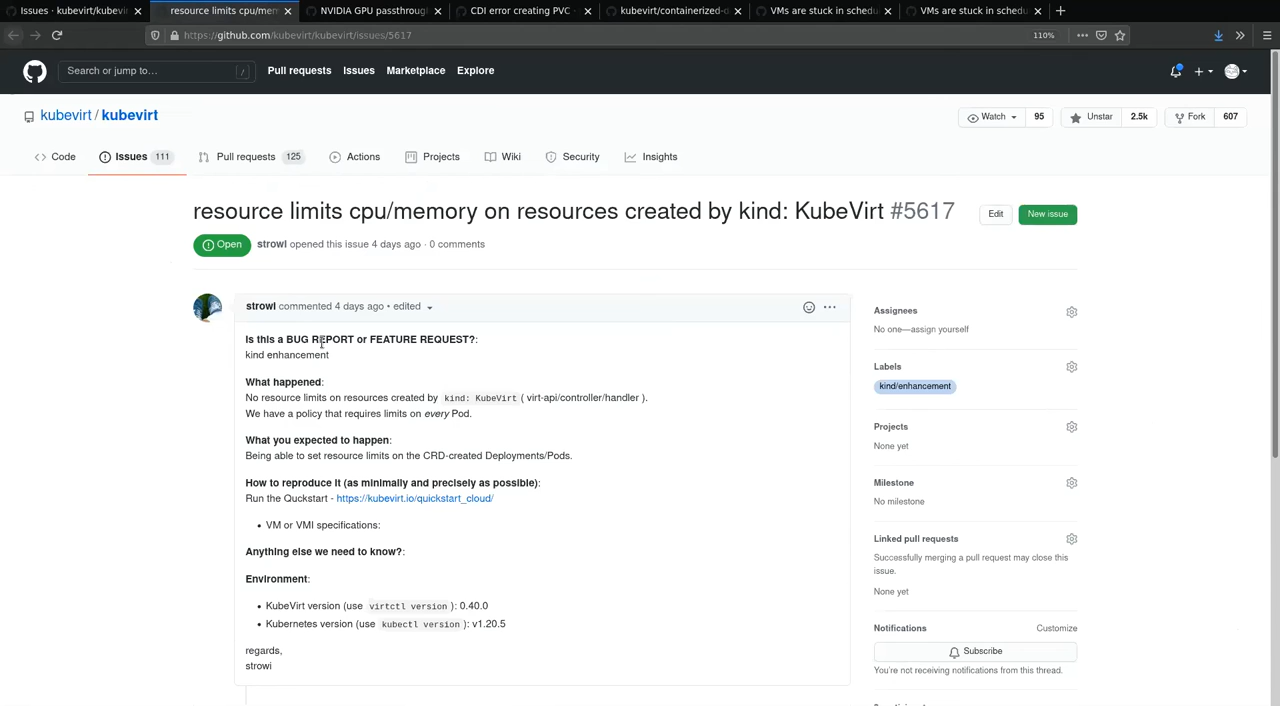 Issues · kubevirt/kubevir
resource limits cpu/mem
NVIDIA GPU passthroug
CDI error creating PVC ·
kubevirt/containerized-o
VMs are stuck in schedu
VMs are stuck in schedu
https://github.com/kubevirt/kubevirt/issues/5617
110%
Search or jump to...
/
Pull requests
Issues
Marketplace
Explore
kubevirt / kubevirt
Watch
95
Unstar
2.5k
Fork
607
Code
Issues 111
Pull requests 125
Actions
Projects
Wiki
Security
Insights
resource limits cpu/memory on resources created by kind: KubeVirt #5617
Edit
New issue
Open
strowi opened this issue 4 days ago · 0 comments
strowi commented 4 days ago • edited
Is this a BUG REPORT or FEATURE REQUEST?:
kind enhancement
What happened:
No resource limits on resources created by kind: KubeVirt ( virt-api/controller/handler ).
We have a policy that requires limits on every Pod.
What you expected to happen:
Being able to set resource limits on the CRD-created Deployments/Pods.
How to reproduce it (as minimally and precisely as possible):
Run the Quckstart - https://kubevirt.io/quickstart_cloud/
• VM or VMI specifications:
Anything else we need to know?:
Environment:
• KubeVirt version (use virtctl version ): 0.40.0
• Kubernetes version (use kubectl version ): v1.20.5
regards,
strowi
Assignees
No one—assign yourself
Labels
kind/enhancement
Projects
None yet
Milestone
No milestone
Linked pull requests
Successfully merging a pull request may close this
issue.
None yet
Notifications
Customize
Subscribe
You're not receiving notifications from this thread.